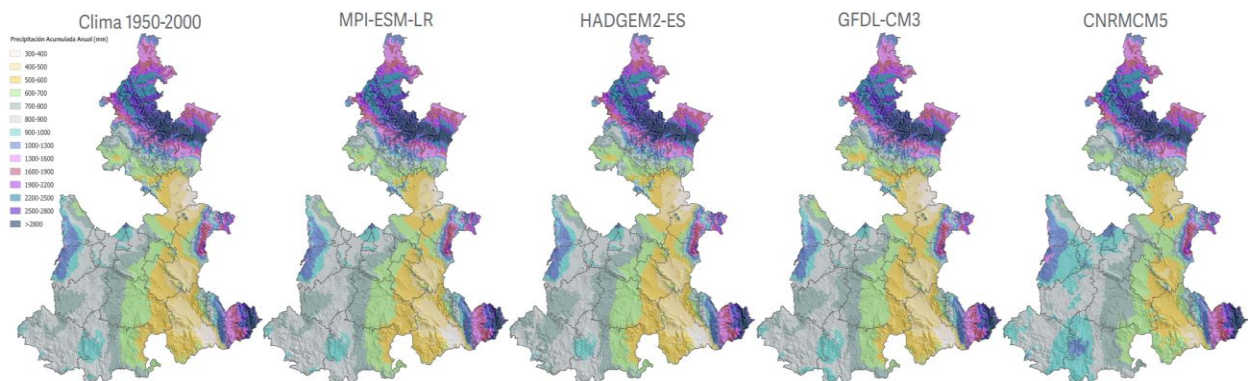 Clima 1950-2000
MPI-ESM-LR
HADGEM2-ES
GFDL-CM3
CNRMCM5
Precipitación Acumulada Anual (mm)
300-400
400-500
500-600
600-700
700-800
800-900
900-1000
1000-1300
1300-1600
1600-1900
1900-2200
2200-2500
2500-2800
>2800